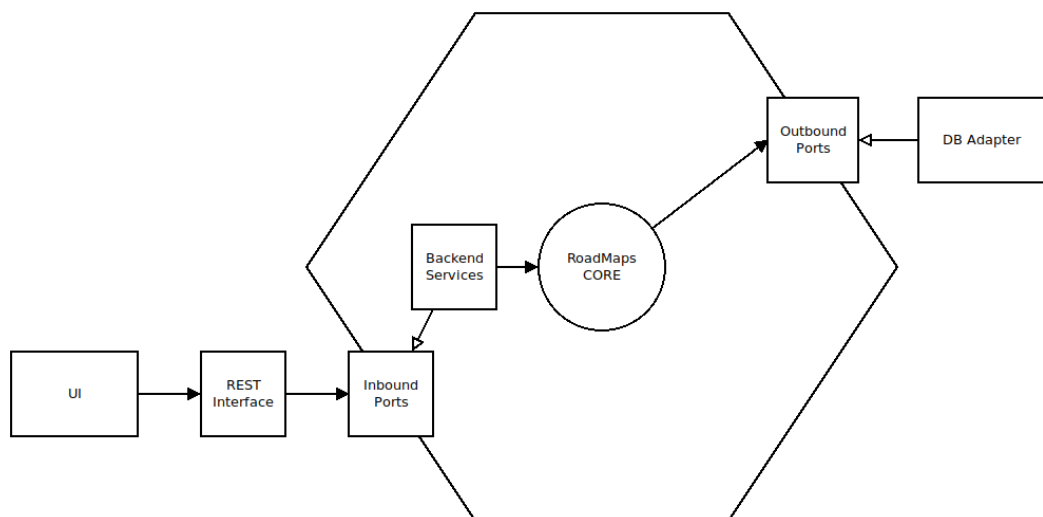 Outbound
Ports
DB Adapter
Backend
Services
RoadMaps
CORE
UI
REST
Interface
Inbound
Ports